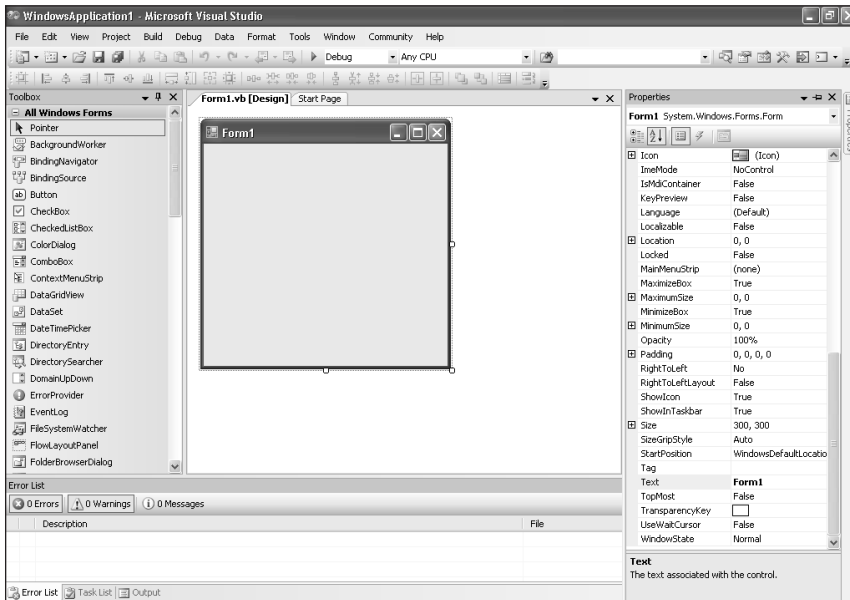 WindowsApplication1 - Microsoft Visual Studio
File Edit View Project Build Debug Data Format Tools Window Community Help
Debug Any CPU
Toolbox
All Windows Forms
Pointer
BackgroundWorker
BindingNavigator
BindingSource
Button
CheckBox
CheckedListBox
ColorDialog
ComboBox
ContextMenuStrip
DataGridView
DataSet
DateTimePicker
DirectoryEntry
DirectorySearcher
DomainUpDown
ErrorProvider
EventLog
FileSystemWatcher
FlowLayoutPanel
FolderBrowserDialog
Form1.vb [Design] Start Page
Form1
Properties
Form1 System.Windows.Forms.Form
Icon (Icon)
ImeMode NoControl
IsMdiContainer False
KeyPreview False
Language (Default)
Localizable False
Location 0, 0
Locked False
MainMenuStrip (none)
MaximizeBox True
MaximumSize 0, 0
MinimizeBox True
MinimumSize 0, 0
Opacity 100%
Padding 0, 0, 0, 0
RightToLeft No
RightToLeftLayout False
ShowIcon True
ShowInTaskbar True
Size 300, 300
SizeGripStyle Auto
StartPosition WindowsDefaultLocatio
Tag
Text Form1
TopMost False
TransparencyKey
UseWaitCursor False
WindowState Normal
Text
The text associated with the control.
Properties
Error List
0 Errors 0 Warnings 0 Messages
Description File
Error List Task List Output